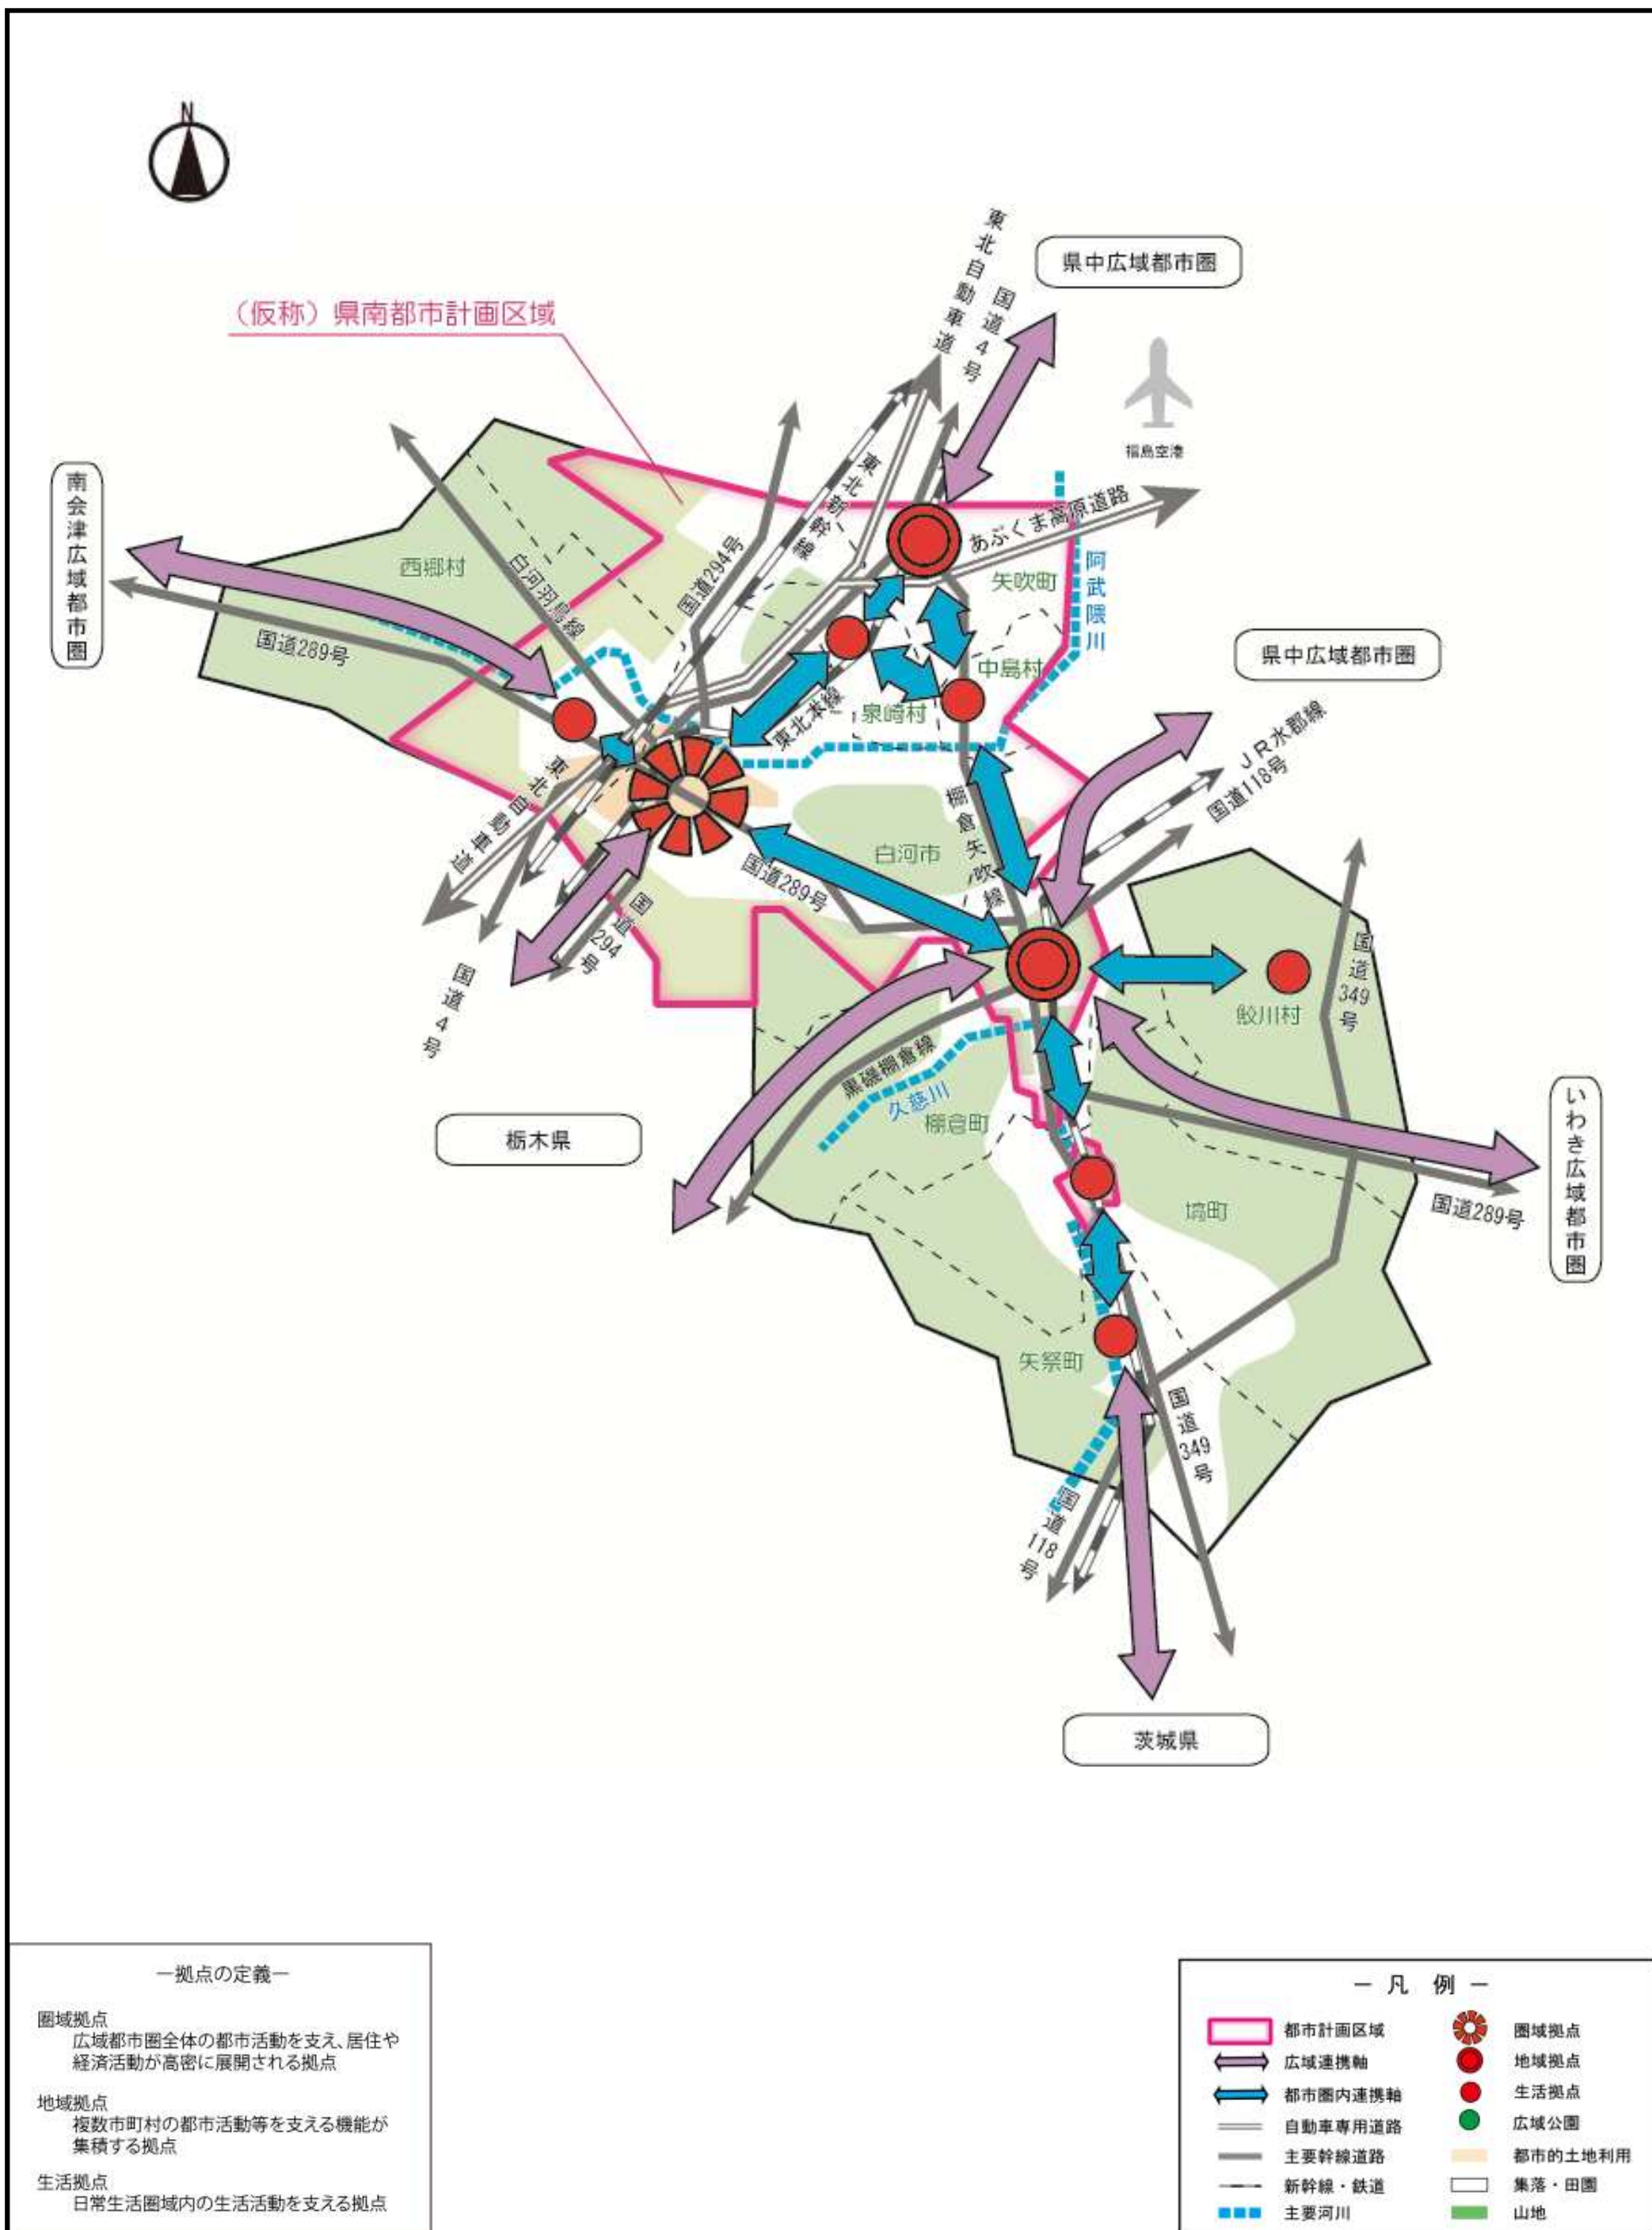 N
東北自動車道
国道4号
県中広域都市圏
(仮称)県南都市計画区域
福島空港
南会津広域都市圏
西郷村
白河羽鳥線
国道294号
東北新幹線
あぶくま高原道路
矢吹町
阿武隈川
国道289号
中島村
県中広域都市圏
泉崎村
東北本線
東北自動車道
棚倉矢吹線
JR水郡線
国道118号
白河市
国道289号
国道294号
国道4号
国道349号
鮫川村
黒磯棚倉線
久慈川
棚倉町
栃木県
いわき広域都市圏
塙町
国道289号
矢祭町
国道349号
国道118号
茨城県
―拠点の定義―
圏域拠点
広域都市圏全体の都市活動を支え、居住や
経済活動が高密に展開される拠点
地域拠点
複数市町村の都市活動等を支える機能が
集積する拠点
生活拠点
日常生活圏域内の生活活動を支える拠点
― 凡 例 ―
都市計画区域
圏域拠点
広域連携軸
地域拠点
都市圏内連携軸
生活拠点
自動車専用道路
広域公園
主要幹線道路
都市的土地利用
新幹線・鉄道
集落・田園
主要河川
山地